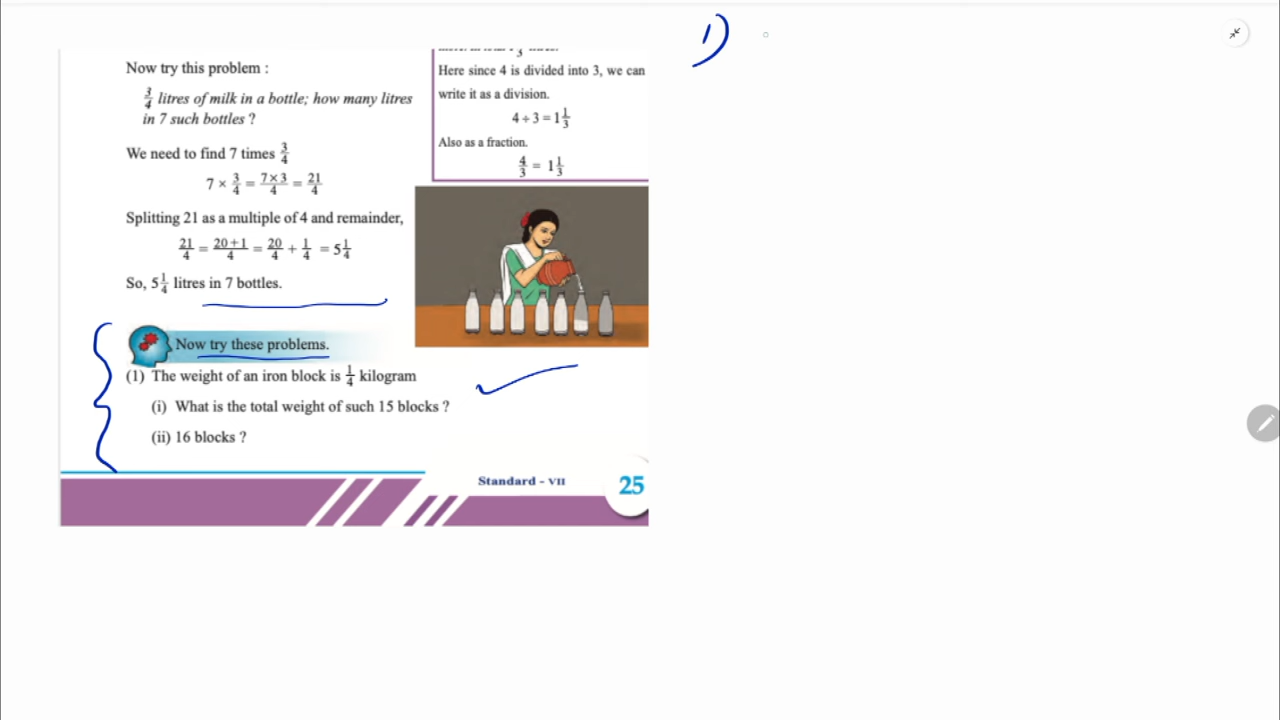 1)
Now try this problem :
3/4 litres of milk in a bottle; how many litres
in 7 such bottles ?
We need to find 7 times 3/4
7 × 3/4 = 7×3/4 = 21/4
Splitting 21 as a multiple of 4 and remainder,
21/4 = 20+1/4 = 20/4 + 1/4 = 5 1/4
So, 5 1/4 litres in 7 bottles.
Here since 4 is divided into 3, we can
write it as a division.
4 ÷ 3 = 1 1/3
Also as a fraction.
4/3 = 1 1/3
Now try these problems.
(1) The weight of an iron block is 1/4 kilogram
(i) What is the total weight of such 15 blocks ?
(ii) 16 blocks ?
Standard - VII
25